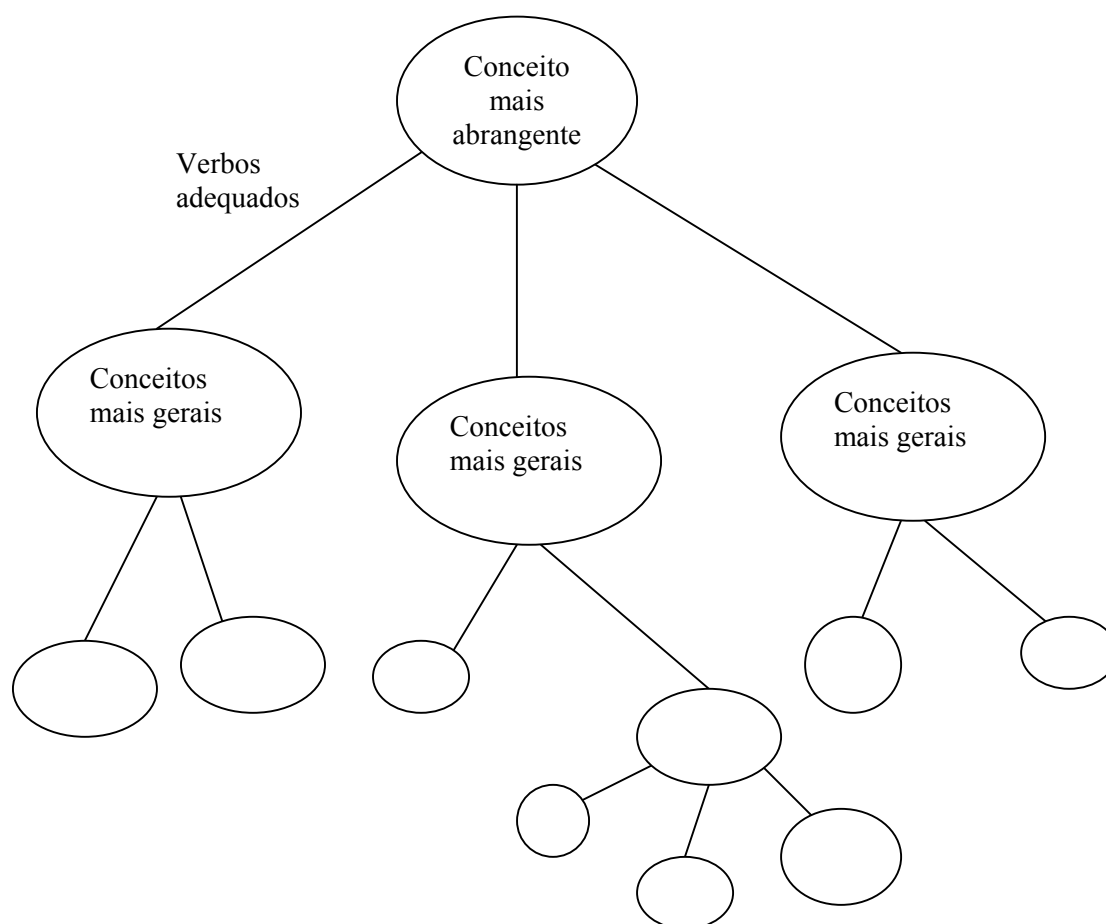 Conceito
mais
abrangente
Verbos
adequados
Conceitos
mais gerais
Conceitos
mais gerais
Conceitos
mais gerais